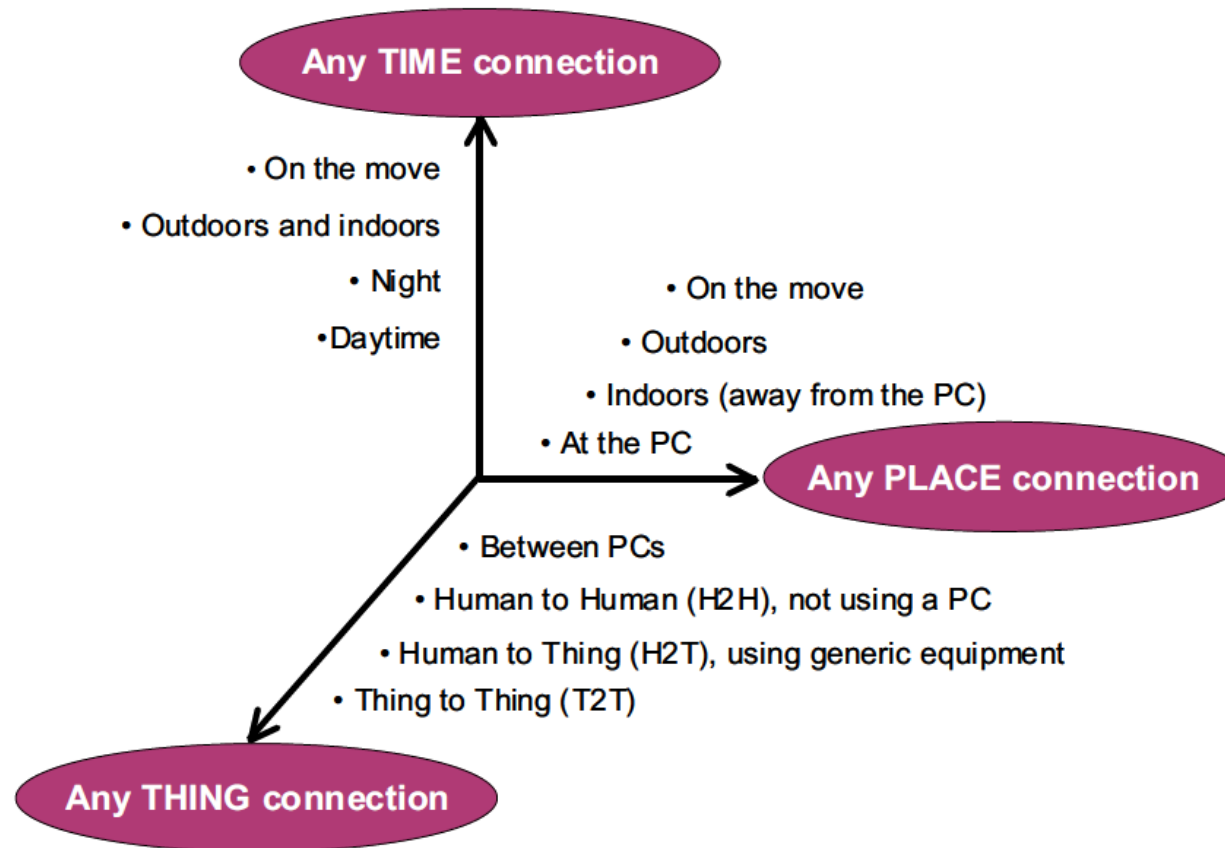 Any TIME connection
• On the move
• Outdoors and indoors
• Night
•Daytime
• On the move
• Outdoors
• Indoors (away from the PC)
• At the PC
Any PLACE connection
• Between PCs
• Human to Human (H2H), not using a PC
• Human to Thing (H2T), using generic equipment
• Thing to Thing (T2T)
Any THING connection